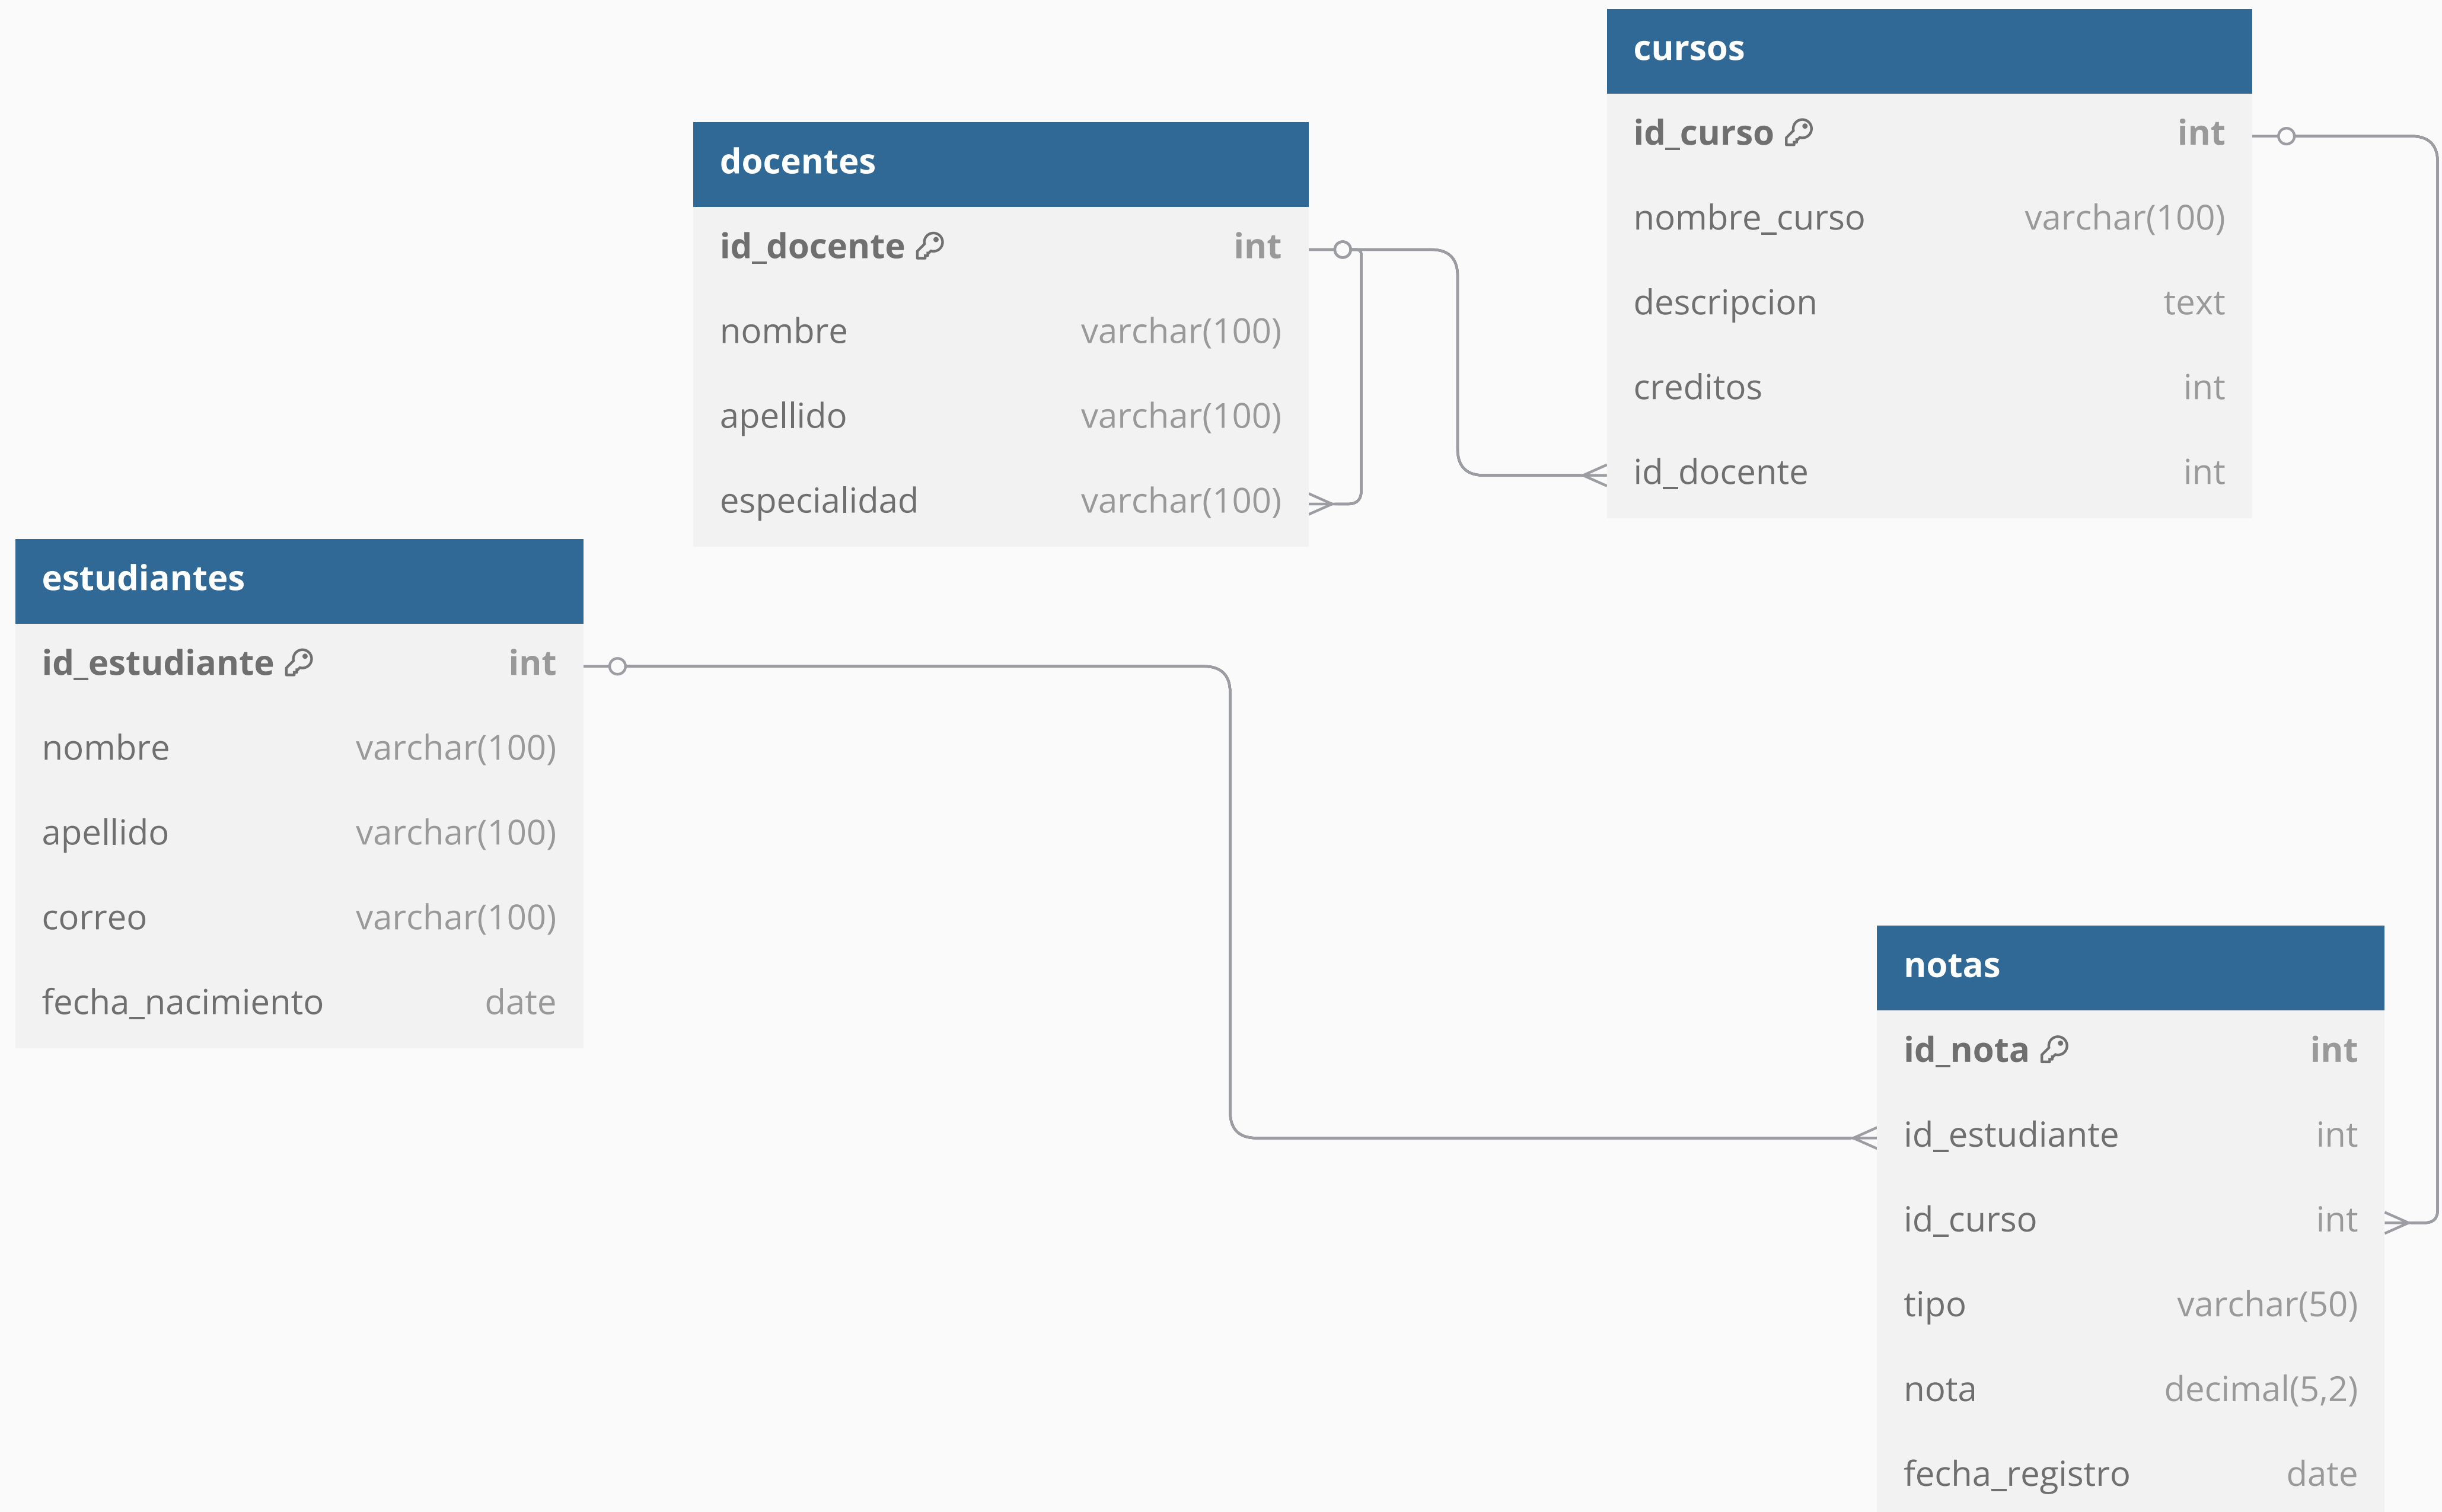 cursos
id_curso int
nombre_curso varchar(100)
descripcion text
creditos int
id_docente int
docentes
id_docente int
nombre varchar(100)
apellido varchar(100)
especialidad varchar(100)
estudiantes
id_estudiante int
nombre varchar(100)
apellido varchar(100)
correo varchar(100)
fecha_nacimiento date
notas
id_nota int
id_estudiante int
id_curso int
tipo varchar(50)
nota decimal(5,2)
fecha_registro date